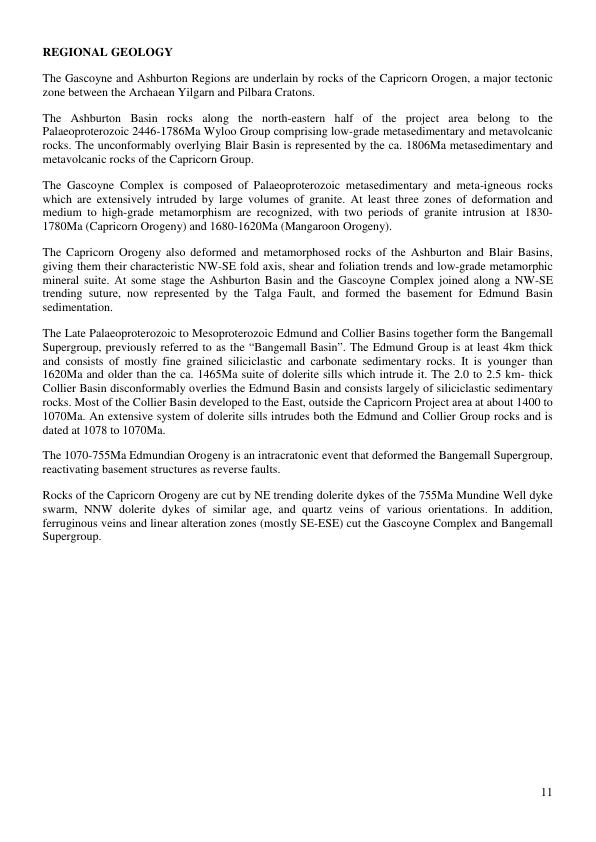 REGIONAL GEOLOGY
The Gascoyne and Ashburton Regions are underlain by rocks of the Capricorn Orogen, a major tectonic
zone between the Archaean Yilgarn and Pilbara Cratons.
The Ashburton Basin rocks along the north-eastern half of the project area belong to the
Palaeoproterozoic 2446-1786Ma Wyloo Group comprising low-grade metasedimentary and metavolcanic
rocks. The unconformably overlying Blair Basin is represented by the ca. 1806Ma metasedimentary and
metavolcanic rocks of the Capricorn Group.
The Gascoyne Complex is composed of Palaeoproterozoic metasedimentary and meta-igneous rocks
which are extensively intruded by large volumes of granite. At least three zones of deformation and
medium to high-grade metamorphism are recognized, with two periods of granite intrusion at 1830-
1780Ma (Capricorn Orogeny) and 1680-1620Ma (Mangaroon Orogeny).
The Capricorn Orogeny also deformed and metamorphosed rocks of the Ashburton and Blair Basins,
giving them their characteristic NW-SE fold axis, shear and foliation trends and low-grade metamorphic
mineral suite. At some stage the Ashburton Basin and the Gascoyne Complex joined along a NW-SE
trending suture, now represented by the Talga Fault, and formed the basement for Edmund Basin
sedimentation.
The Late Palaeoproterozoic to Mesoproterozoic Edmund and Collier Basins together form the Bangemall
Supergroup, previously referred to as the “Bangemall Basin”. The Edmund Group is at least 4km thick
and consists of mostly fine grained siliciclastic and carbonate sedimentary rocks. It is younger than
1620Ma and older than the ca. 1465Ma suite of dolerite sills which intrude it. The 2.0 to 2.5 km- thick
Collier Basin disconformably overlies the Edmund Basin and consists largely of siliciclastic sedimentary
rocks. Most of the Collier Basin developed to the East, outside the Capricorn Project area at about 1400 to
1070Ma. An extensive system of dolerite sills intrudes both the Edmund and Collier Group rocks and is
dated at 1078 to 1070Ma.
The 1070-755Ma Edmundian Orogeny is an intracratonic event that deformed the Bangemall Supergroup,
reactivating basement structures as reverse faults.
Rocks of the Capricorn Orogeny are cut by NE trending dolerite dykes of the 755Ma Mundine Well dyke
swarm, NNW dolerite dykes of similar age, and quartz veins of various orientations. In addition,
ferruginous veins and linear alteration zones (mostly SE-ESE) cut the Gascoyne Complex and Bangemall
Supergroup.
11